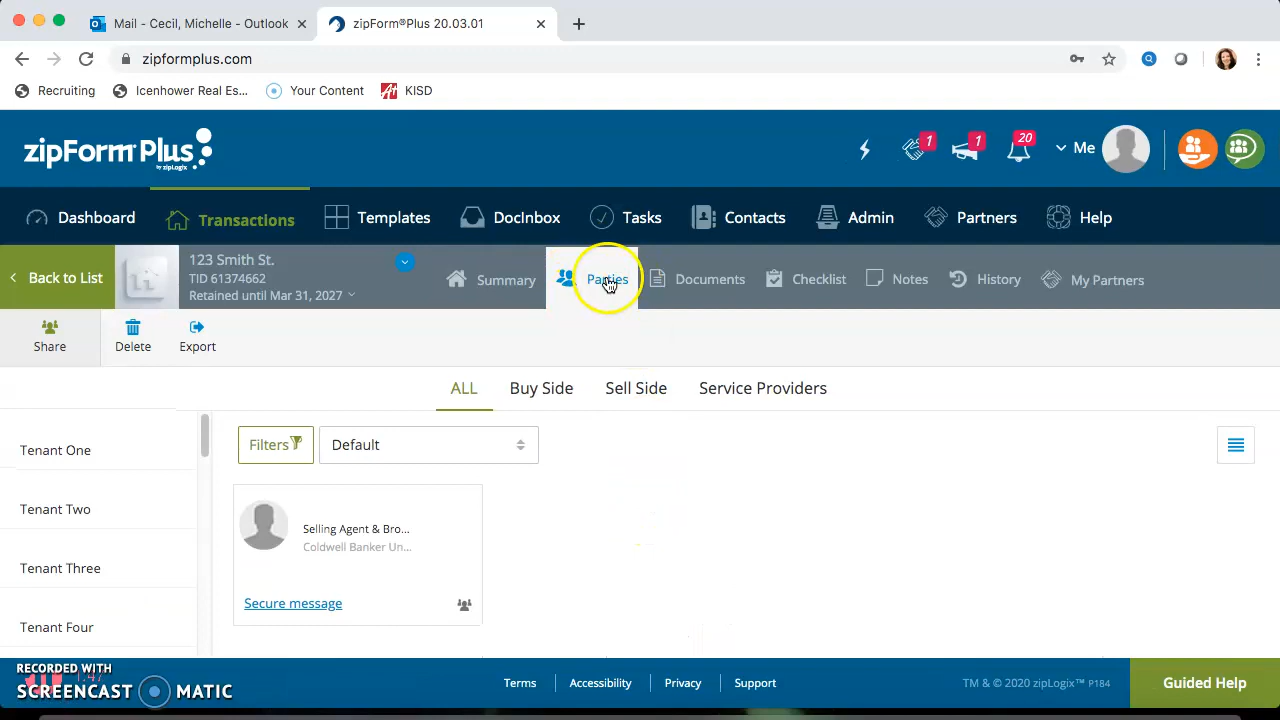 Mail - Cecil, Michelle - Outlook
zipForm®Plus 20.03.01
zipformplus.com
Recruiting
Icenhower Real Es...
Your Content
KISD
zipForm Plus
by zipLogix
1
1
20
Me
Dashboard
Transactions
Templates
DocInbox
Tasks
Contacts
Admin
Partners
Help
Back to List
123 Smith St.
TID 61374662
Retained until Mar 31, 2027
Summary
Parties
Documents
Checklist
Notes
History
My Partners
Share
Delete
Export
ALL
Buy Side
Sell Side
Service Providers
Tenant One
Tenant Two
Tenant Three
Tenant Four
Filters
Default
Selling Agent & Bro...
Coldwell Banker Un...
Secure message
RECORDED WITH
1:47
SCREENCAST MATIC
Terms
Accessibility
Privacy
Support
TM & © 2020 zipLogix™ P184
Guided Help